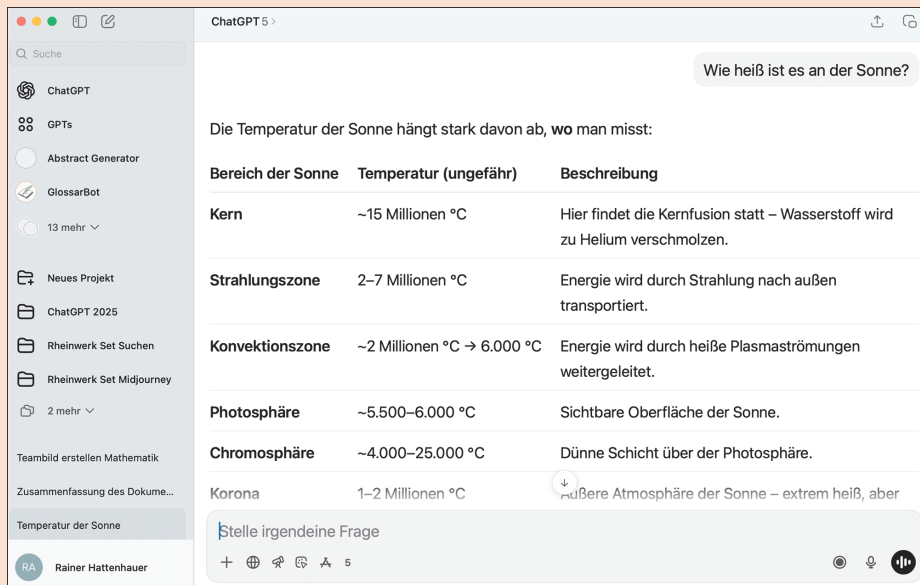 ChatGPT 5 >
Suche
ChatGPT
GPTs
Abstract Generator
GlossarBot
13 mehr
Neues Projekt
ChatGPT 2025
Rheinwerk Set Suchen
Rheinwerk Set Midjourney
2 mehr
Teambild erstellen Mathematik
Zusammenfassung des Dokume...
Temperatur der Sonne
RA Rainer Hattenhauer
Wie heiß ist es an der Sonne?
Die Temperatur der Sonne hängt stark davon ab, wo man misst:
Bereich der Sonne Temperatur (ungefähr) Beschreibung
Kern ~15 Millionen °C Hier findet die Kernfusion statt – Wasserstoff wird
zu Helium verschmolzen.
Strahlungszone 2–7 Millionen °C Energie wird durch Strahlung nach außen
transportiert.
Konvektionszone ~2 Millionen °C → 6.000 °C Energie wird durch heiße Plasmaströmungen
weitergeleitet.
Photosphäre ~5.500–6.000 °C Sichtbare Oberfläche der Sonne.
Chromosphäre ~4.000–25.000 °C Dünne Schicht über der Photosphäre.
Korona 1–2 Millionen °C Äußere Atmosphäre der Sonne – extrem heiß, aber
Stelle irgendeine Frage
5